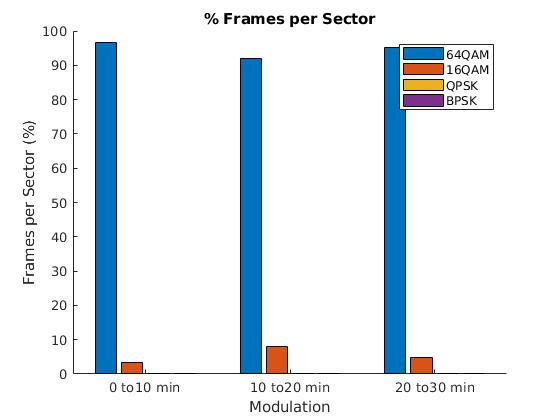 % Frames per Sector
Frames per Sector (%)
100
90
80
70
60
50
40
30
20
10
0
64QAM
16QAM
QPSK
BPSK
0 to10 min
10 to20 min
20 to30 min
Modulation